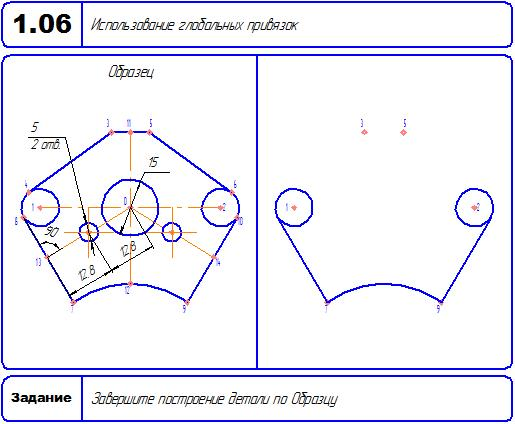 1.06
Использование глобальных привязок
Образец
3 11 5
3 5
5
2 отв.
15
4 6
1 0 2
1 2
8 10
90
12.8
13 14
12.8
12
7 9
7 9
Задание
Завершите построение детали по Образцу